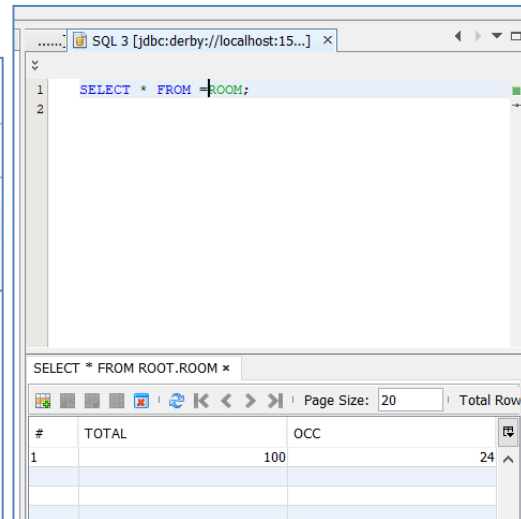 ......] SQL 3 [jdbc:derby://localhost:15...] ×
1 SELECT * FROM =ROOM;
2
SELECT * FROM ROOT.ROOM ×
Page Size: 20 Total Row
# TOTAL OCC
1 100 24